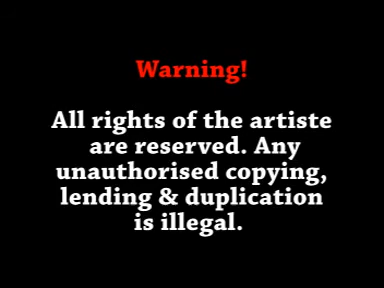 Warning!
All rights of the artiste
are reserved. Any
unauthorised copying,
lending & duplication
is illegal.